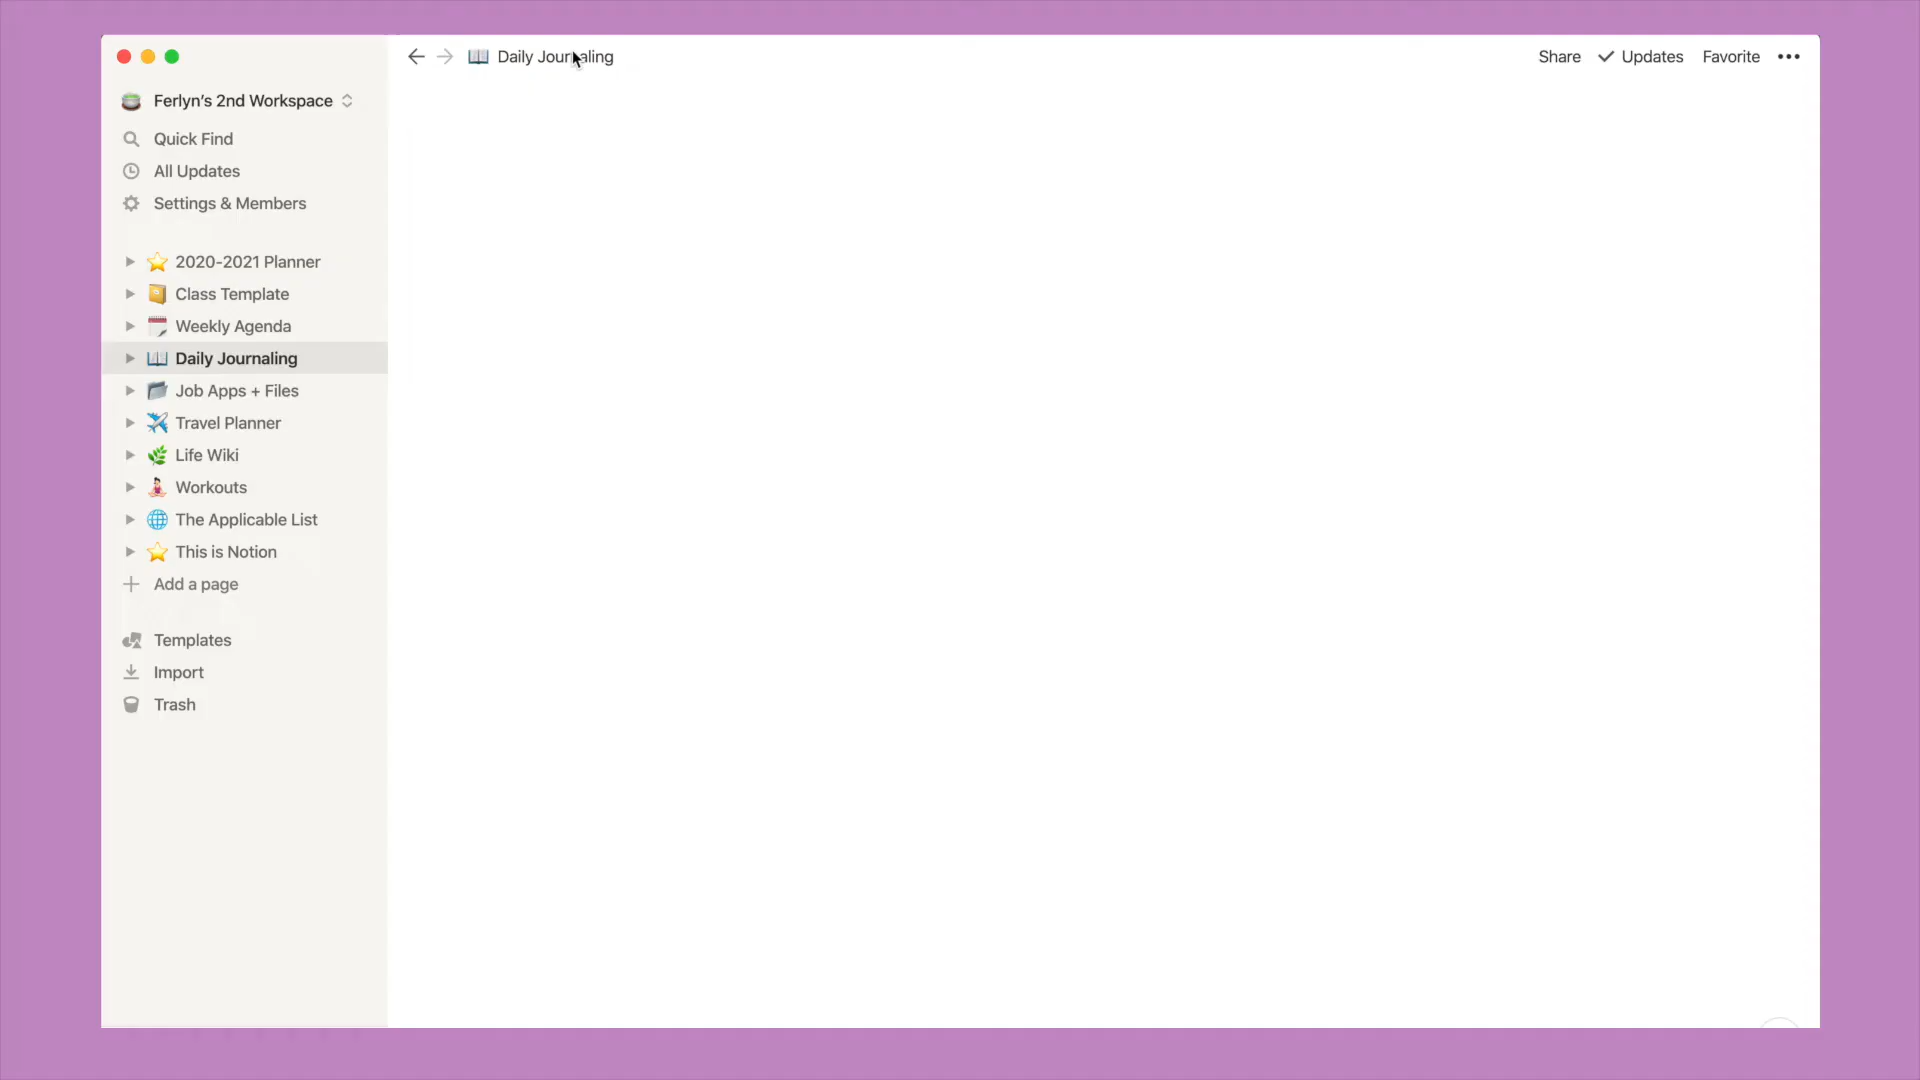 Daily Journaling
Share
Updates
Favorite
Ferlyn's 2nd Workspace
Quick Find
All Updates
Settings & Members
2020-2021 Planner
Class Template
Weekly Agenda
Daily Journaling
Job Apps + Files
Travel Planner
Life Wiki
Workouts
The Applicable List
This is Notion
Add a page
Templates
Import
Trash